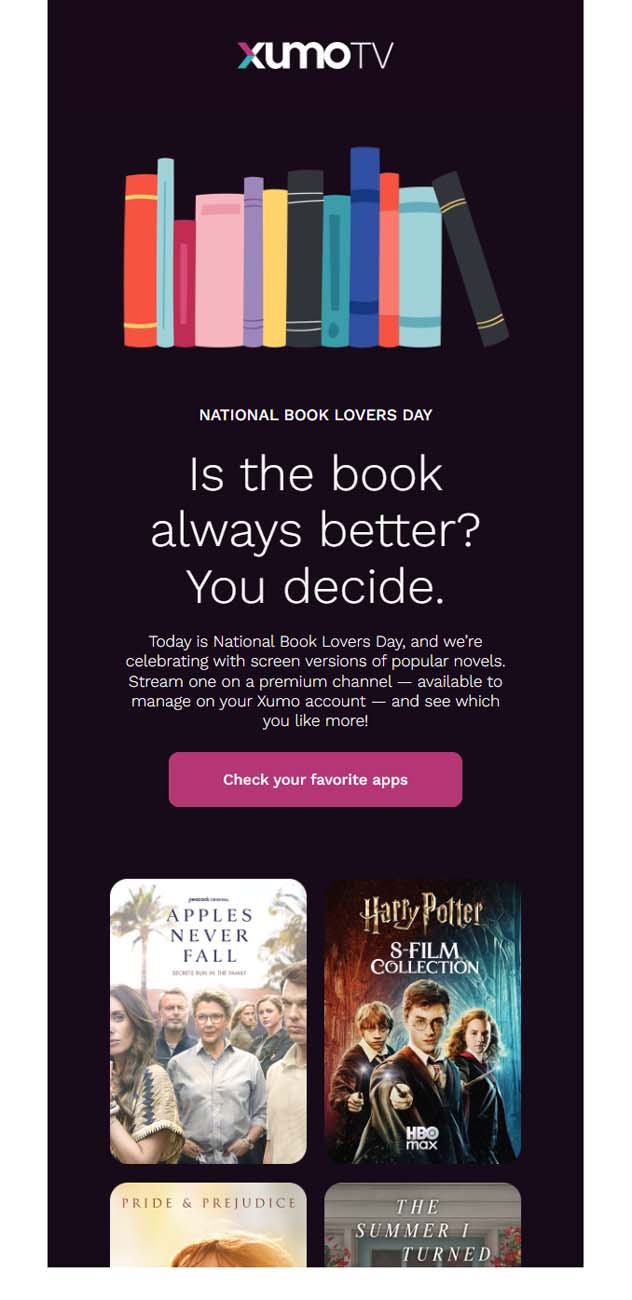 xumoTV
NATIONAL BOOK LOVERS DAY
Is the book
always better?
You decide.
Today is National Book Lovers Day, and we're
celebrating with screen versions of popular novels.
Stream one on a premium channel — available to
manage on your Xumo account — and see which
you like more!
Check your favorite apps
peacock ORIGINAL
APPLES
NEVER
FALL
SECRETS RUN IN THE FAMILY
Harry Potter
8-FILM
COLLECTION
HBO
max
PRIDE & PREJUDICE
THE
SUMMER I
TURNED